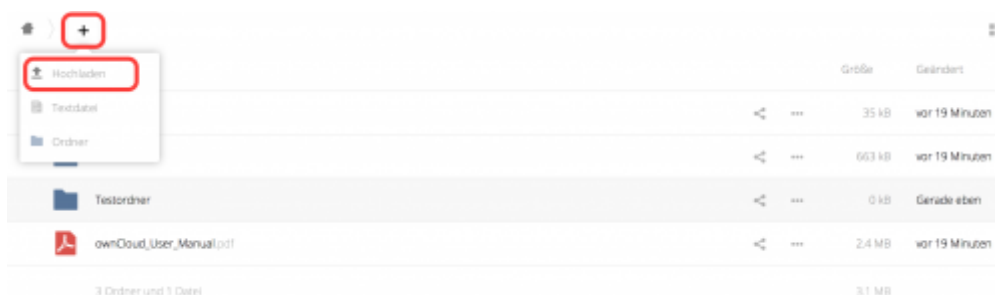 +
Hochladen Größe Geändert
Textdatei 35 kB vor 19 Minuten
Ordner
663 kB vor 19 Minuten
Testordner 0 kB Gerade eben
ownCloud_User_Manual.pdf 2,4 MB vor 19 Minuten
3 Ordner und 1 Datei 3,1 MB